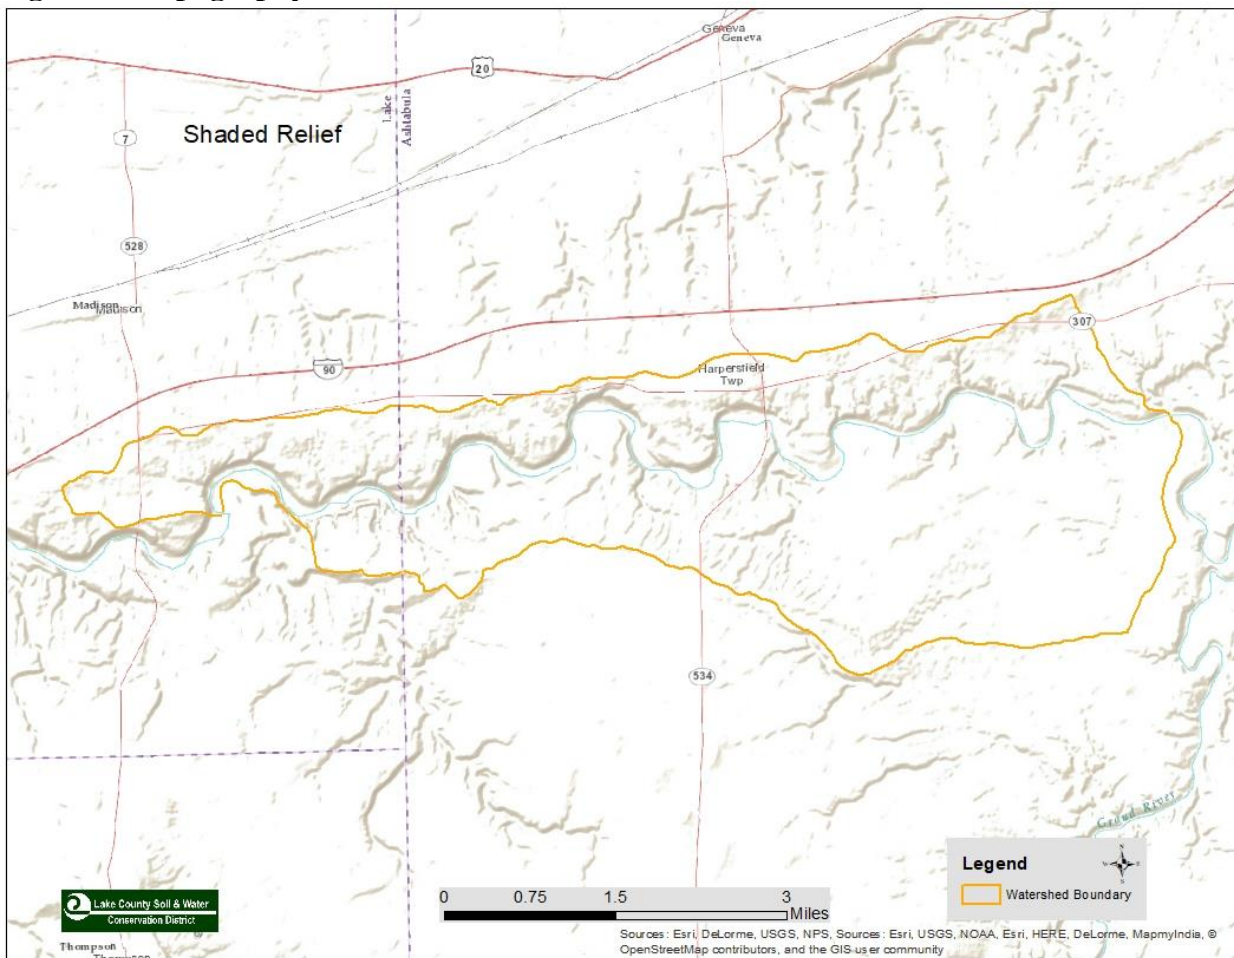 Geneva
Geneva
20
Lake
Ashtabula
7
Shaded Relief
528
Madison
Madison
307
90
Harpersfield
Twp
534
Grand River
Legend
N
W E
S
Watershed Boundary
Lake County Soil & Water
Conservation District
0 0.75 1.5 3
Miles
Sources: Esri, DeLorme, USGS, NPS, Sources: Esri, USGS, NOAA, Esri, HERE, DeLorme, MapmyIndia, ©
OpenStreetMap contributors, and the GIS user community
Thompson
Thompson